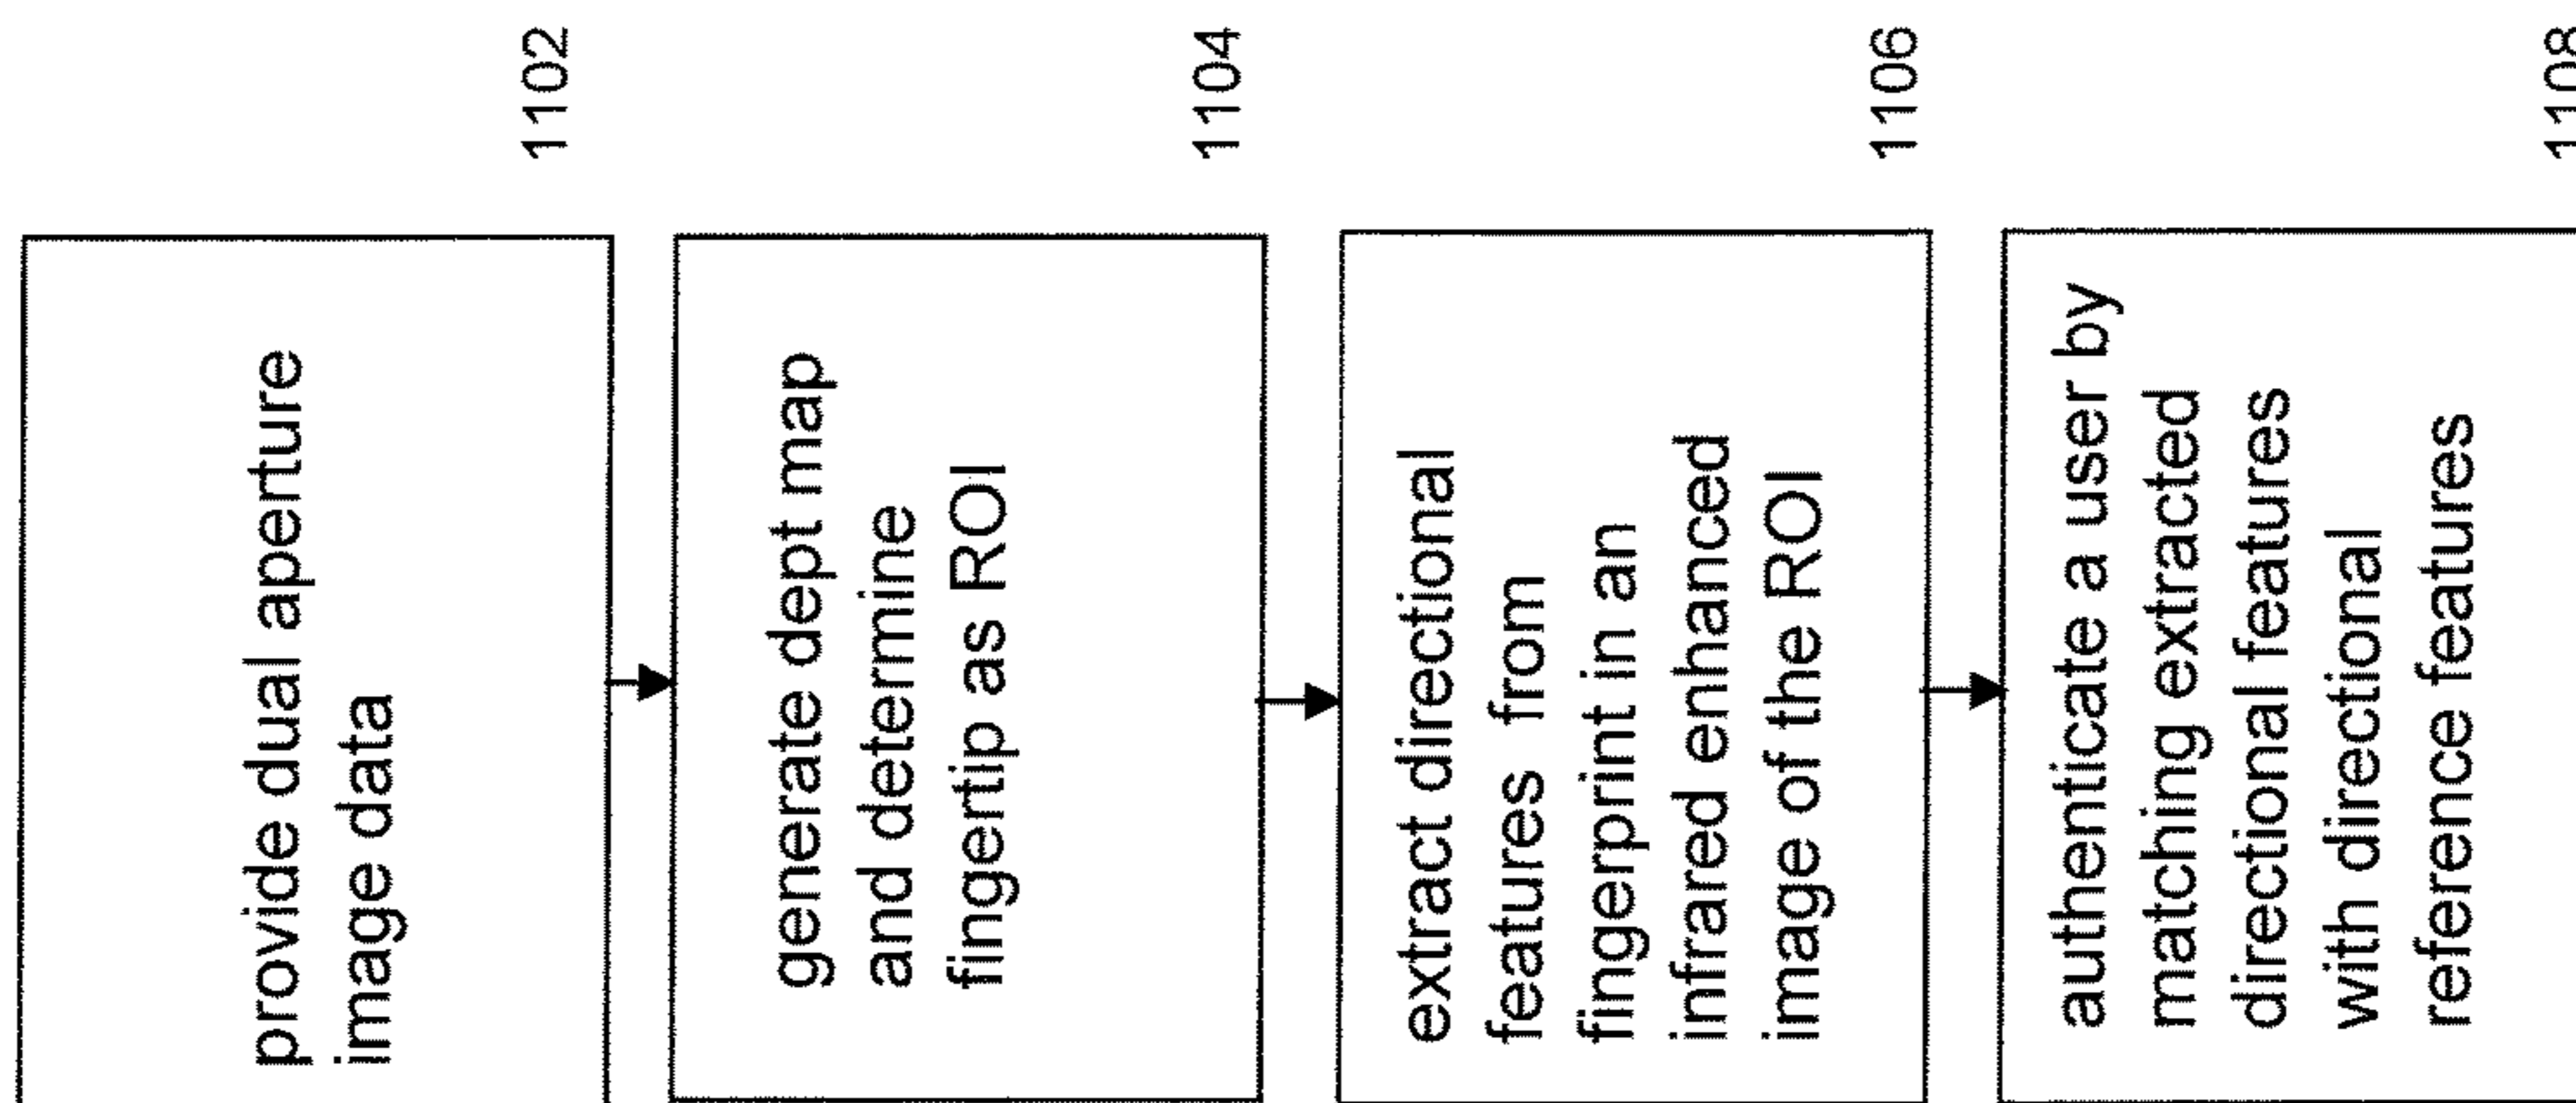 provide dual aperture
image data
1102
generate dept map
and determine
fingertip as ROI
1104
extract directional
features from
fingerprint in an
infrared enhanced
image of the ROI
1106
authenticate a user by
matching extracted
directional features
with directional
reference features
1108